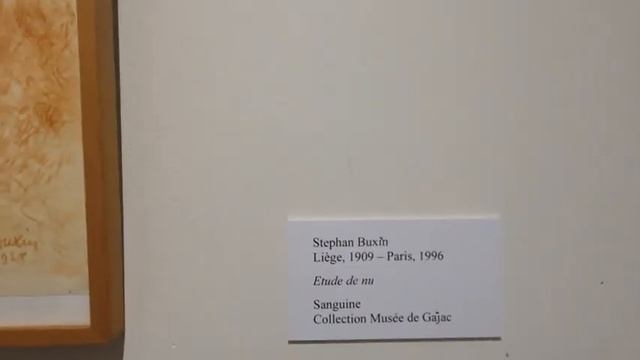 Stephan Buxin
Liège, 1909 – Paris, 1996
Etude de nu
Sanguine
Collection Musée de Gajac